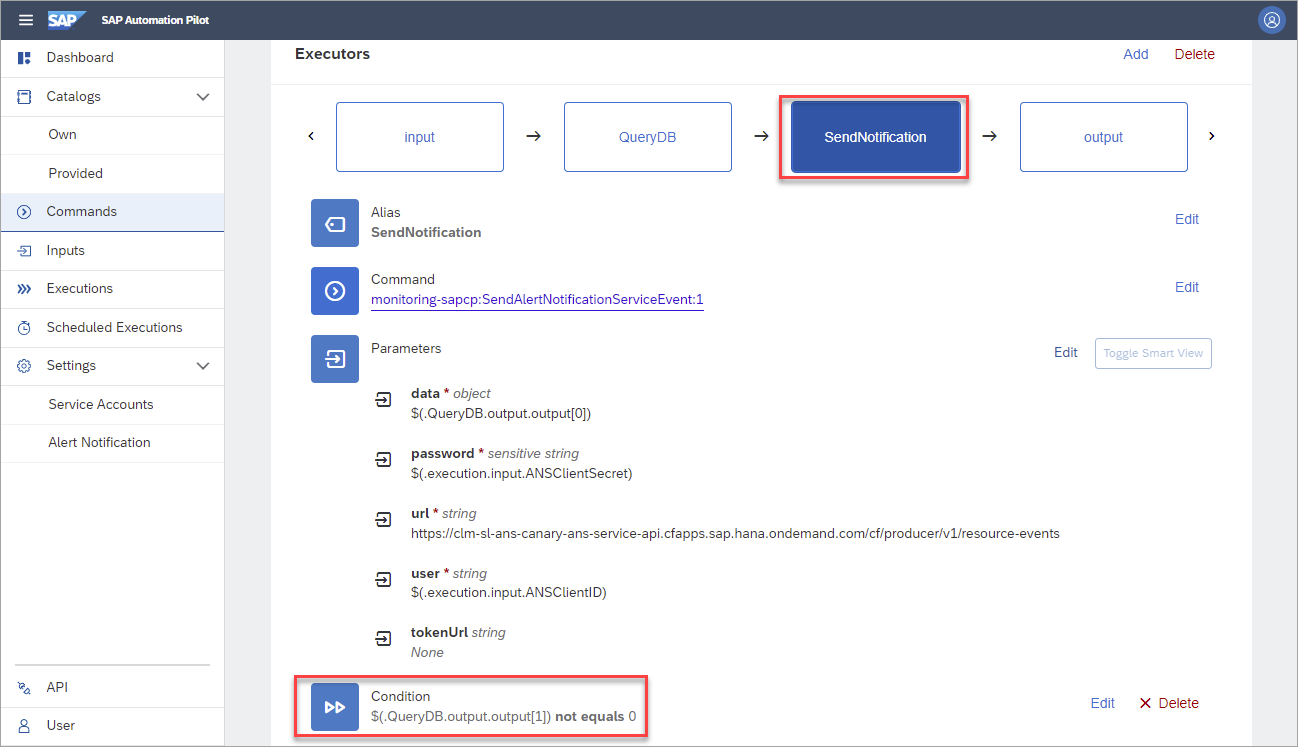 SAP SAP Automation Pilot
Dashboard
Catalogs
Own
Provided
Commands
Inputs
Executions
Scheduled Executions
Settings
Service Accounts
Alert Notification
API
User
Executors Add Delete
input QueryDB SendNotification output
Alias
SendNotification Edit
Command
monitoring-sapcp:SendAlertNotificationServiceEvent:1 Edit
Parameters Edit Toggle Smart View
data * object
$(.QueryDB.output.output[0])
password * sensitive string
$(.execution.input.ANSClientSecret)
url * string
https://clm-sl-ans-canary-ans-service-api.cfapps.sap.hana.ondemand.com/cf/producer/v1/resource-events
user * string
$(.execution.input.ANSClientID)
tokenUrl string
None
Condition
$(.QueryDB.output.output[1]) not equals 0 Edit Delete